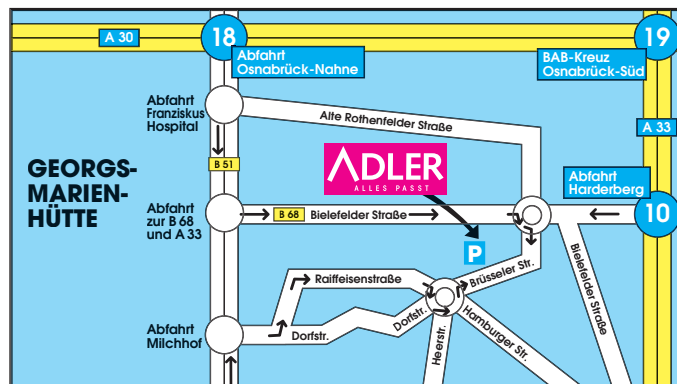 A 30
18
19
Abfahrt
Osnabrück-Nahne
BAB-Kreuz
Osnabrück-Süd
Abfahrt
Franziskus
Hospital
Alte Rothenfelder Straße
A 33
B 51
GEORGS-
MARIEN-
HÜTTE
ADLER
ALLES PASST
Abfahrt
Harderberg
Abfahrt
zur B 68
und A 33
B 68
Bielefelder Straße
10
P
Brüsseler Str.
Bielefelder Straße
Raiffeisenstraße
Abfahrt
Milchhof
Dorfstr.
Dorfstr.
Hamburger Str.
Heerstr.